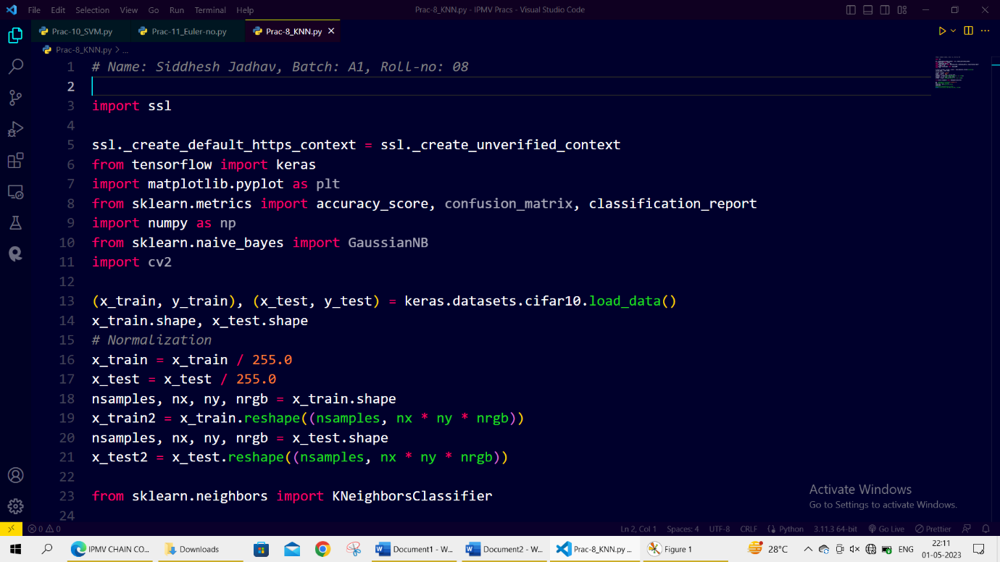 File Edit Selection View Go Run Terminal Help Prac-8_KNN.py - IPMV Pracs - Visual Studio Code
Prac-10_SVM.py Prac-11_Euler-no.py Prac-8_KNN.py
Prac-8_KNN.py > ...
1 # Name: Siddhesh Jadhav, Batch: A1, Roll-no: 08
2
3 import ssl
4
5 ssl._create_default_https_context = ssl._create_unverified_context
6 from tensorflow import keras
7 import matplotlib.pyplot as plt
8 from sklearn.metrics import accuracy_score, confusion_matrix, classification_report
9 import numpy as np
10 from sklearn.naive_bayes import GaussianNB
11 import cv2
12
13 (x_train, y_train), (x_test, y_test) = keras.datasets.cifar10.load_data()
14 x_train.shape, x_test.shape
15 # Normalization
16 x_train = x_train / 255.0
17 x_test = x_test / 255.0
18 nsamples, nx, ny, nrgb = x_train.shape
19 x_train2 = x_train.reshape((nsamples, nx * ny * nrgb))
20 nsamples, nx, ny, nrgb = x_test.shape
21 x_test2 = x_test.reshape((nsamples, nx * ny * nrgb))
22
23 from sklearn.neighbors import KNeighborsClassifier
24
Activate Windows
Go to Settings to activate Windows.
0 0 Ln 2, Col 1 Spaces: 4 UTF-8 CRLF Python 3.11.3 64-bit Go Live Prettier
IPMV CHAIN CO... Downloads Document1 - W... Document2 - W... Prac-8_KNN.py ... Figure 1 28°C ENG 22:11
01-05-2023